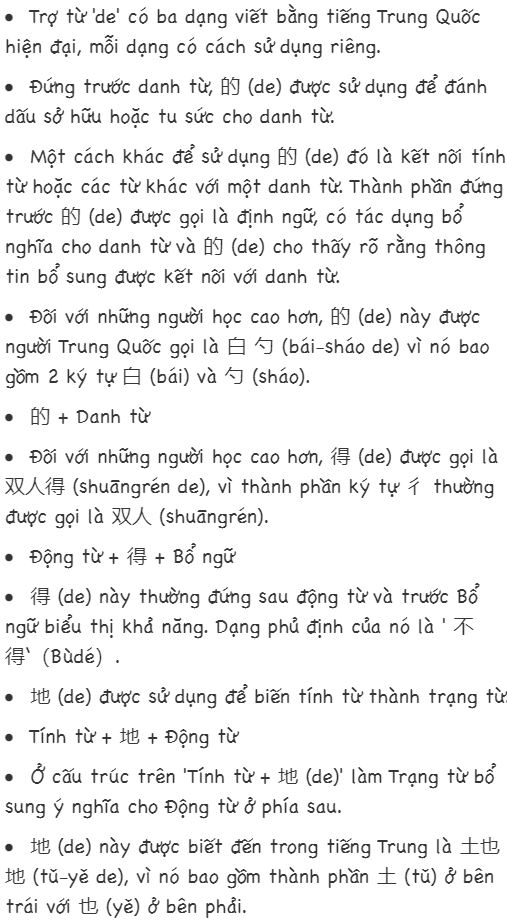 • Trợ từ 'de' có ba dạng viết bằng tiếng Trung Quốc
hiện đại, mỗi dạng có cách sử dụng riêng.
• Đứng trước danh từ, 的 (de) được sử dụng để đánh
dấu sở hữu hoặc tu sức cho danh từ.
• Một cách khác để sử dụng 的 (de) đó là kết nối tính
từ hoặc các từ khác với một danh từ. Thành phần đứng
trước 的 (de) được gọi là định ngữ, có tác dụng bổ
nghĩa cho danh từ và 的 (de) cho thấy rõ rằng thông
tin bổ sung được kết nối với danh từ.
• Đối với những người học cao hơn, 的 (de) này được
người Trung Quốc gọi là 白 勺 (bái-sháo de) vì nó bao
gồm 2 ký tự 白 (bái) và 勺 (sháo).
• 的 + Danh từ
• Đối với những người học cao hơn, 得 (de) được gọi là
双人得 (shuāngrén de), vì thành phần ký tự 彳 thường
được gọi là 双人 (shuāngrén).
• Động từ + 得 + Bổ ngữ
• 得 (de) này thường đứng sau động từ và trước Bổ
ngữ biểu thị khả năng. Dạng phủ định của nó là ' 不
得‘ (Bùdé) .
• 地 (de) được sử dụng để biến tính từ thành trạng từ.
• Tính từ + 地 + Động từ
• Ở cấu trúc trên 'Tính từ + 地 (de)' làm Trạng từ bổ
sung ý nghĩa cho Động từ ở phía sau.
• 地 (de) này được biết đến trong tiếng Trung là 土也
地 (tǔ-yě de), vì nó bao gồm thành phần 土 (tǔ) ở bên
trái với 也 (yě) ở bên phải.